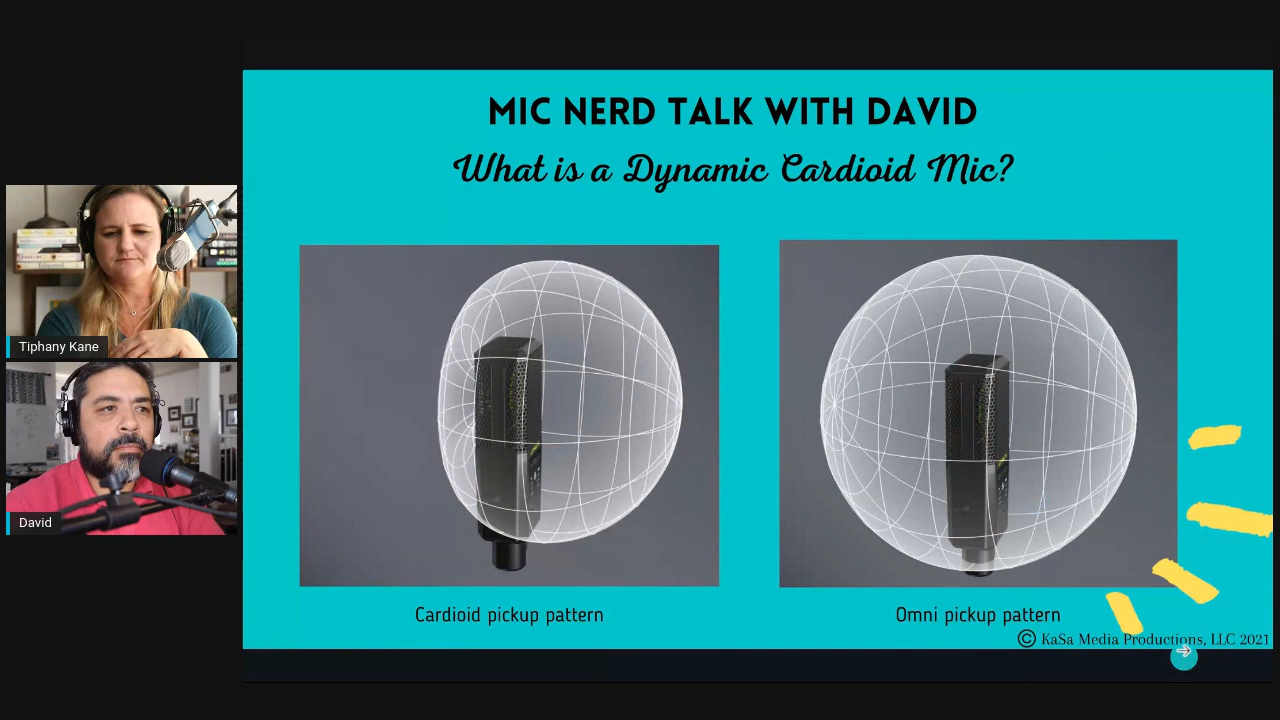 MIC NERD TALK WITH DAVID
What is a Dynamic Cardioid Mic?
Tiphany Kane
David
Cardioid pickup pattern
Omni pickup pattern
© KaSa Media Productions, LLC 2021